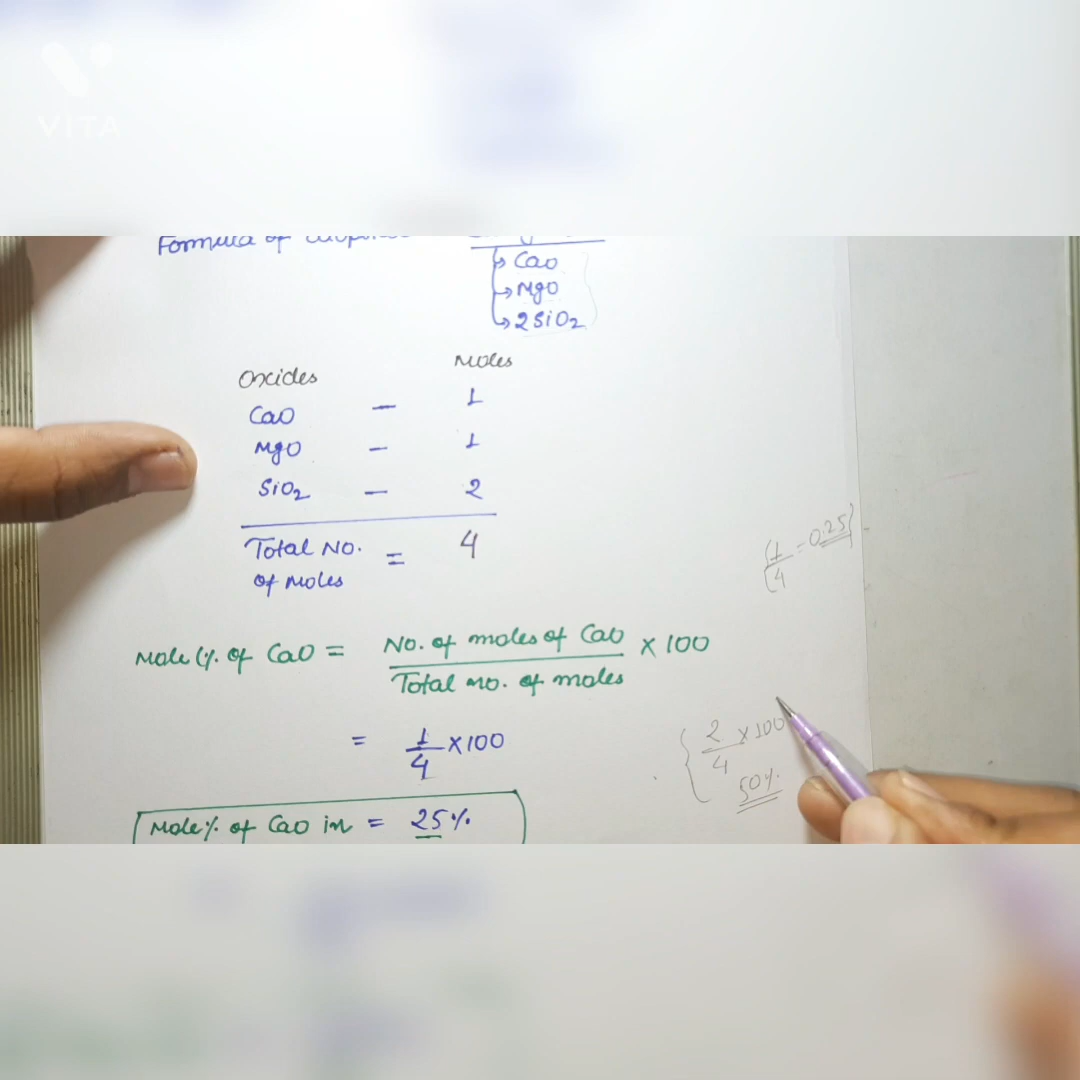 VITA
Formula of
CaO
MgO
2SiO₂
Oxides Moles
CaO — 1
MgO — 1
SiO₂ — 2
Total No. of moles = 4
(1/4 = 0.25)
Mole % of CaO = No. of moles of CaO / Total no. of moles × 100
= 1/4 × 100
2/4 × 100
50%
Mole % of CaO in = 25%